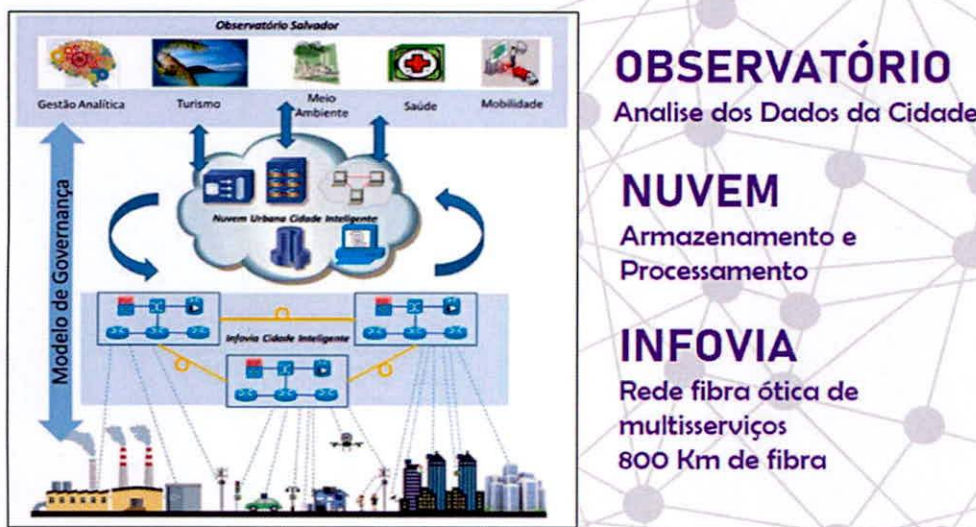 Observatório Salvador
Gestão Analítica
Turismo
Meio
Ambiente
Saúde
Mobilidade
Modelo de Governança
Nuvem Urbana Cidade Inteligente
Infovia Cidade Inteligente
OBSERVATÓRIO
Analise dos Dados da Cidade
NUVEM
Armazenamento e
Processamento
INFOVIA
Rede fibra ótica de
multisserviços
800 Km de fibra